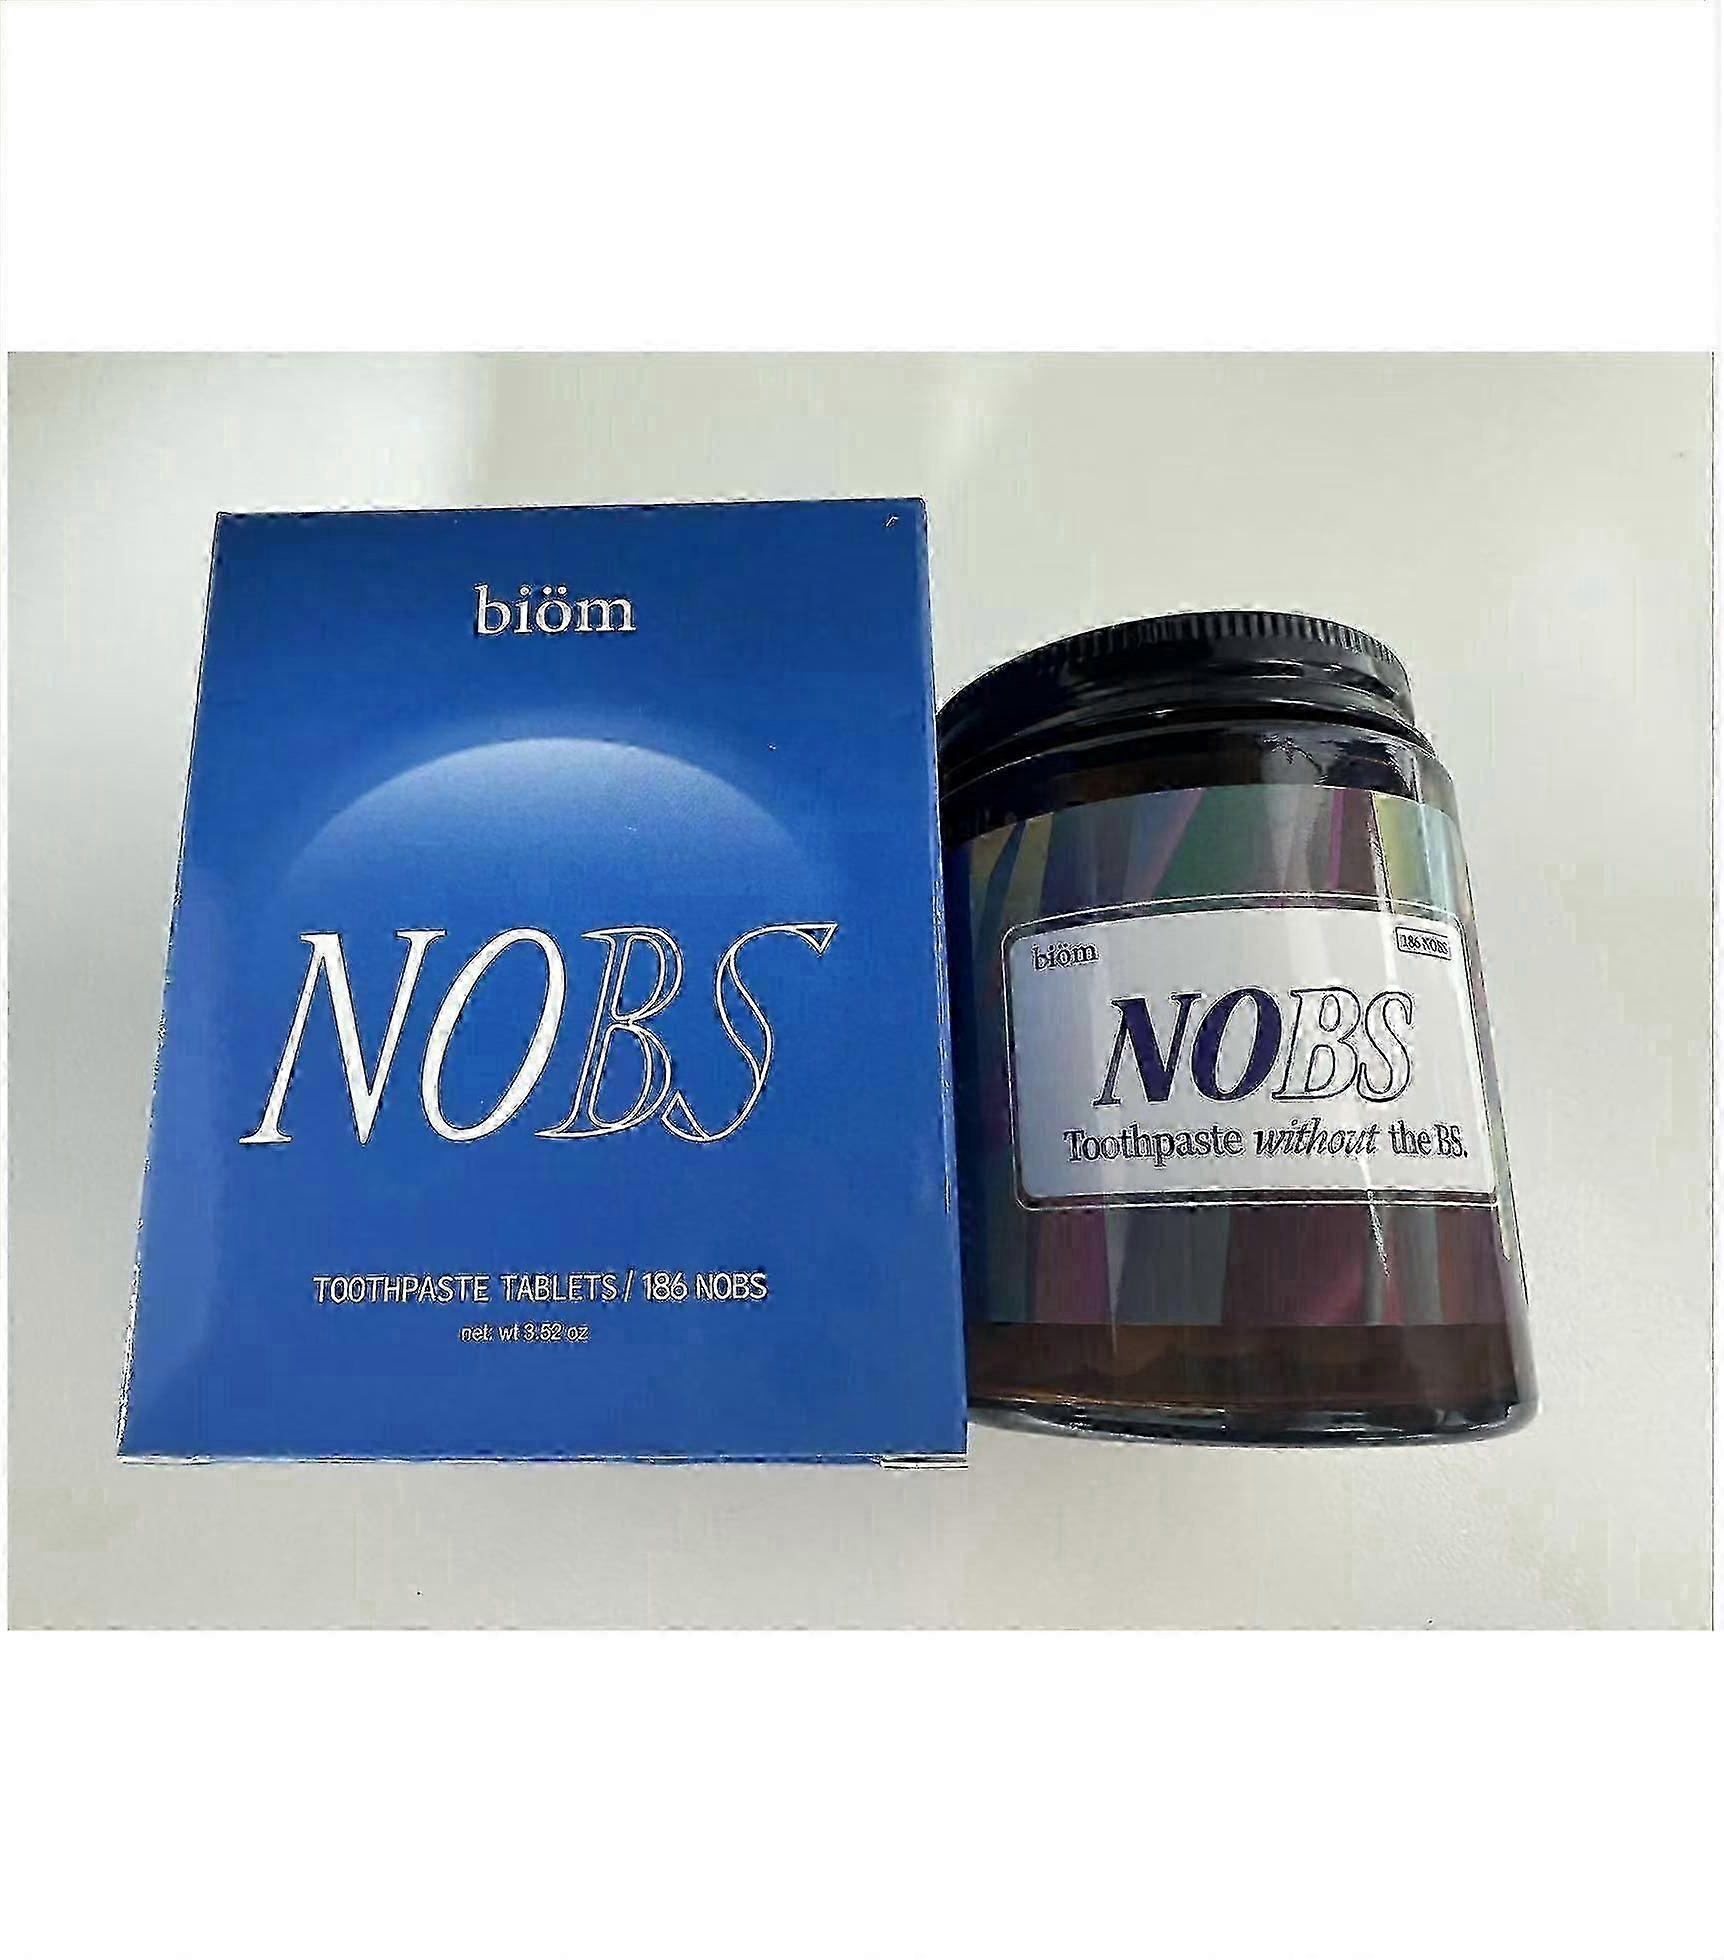 biöm
NOBS
TOOTHPASTE TABLETS / 186 NOBS
net. wt 3.52 oz
biöm
186 NOBS
NOBS
Toothpaste without the BS.